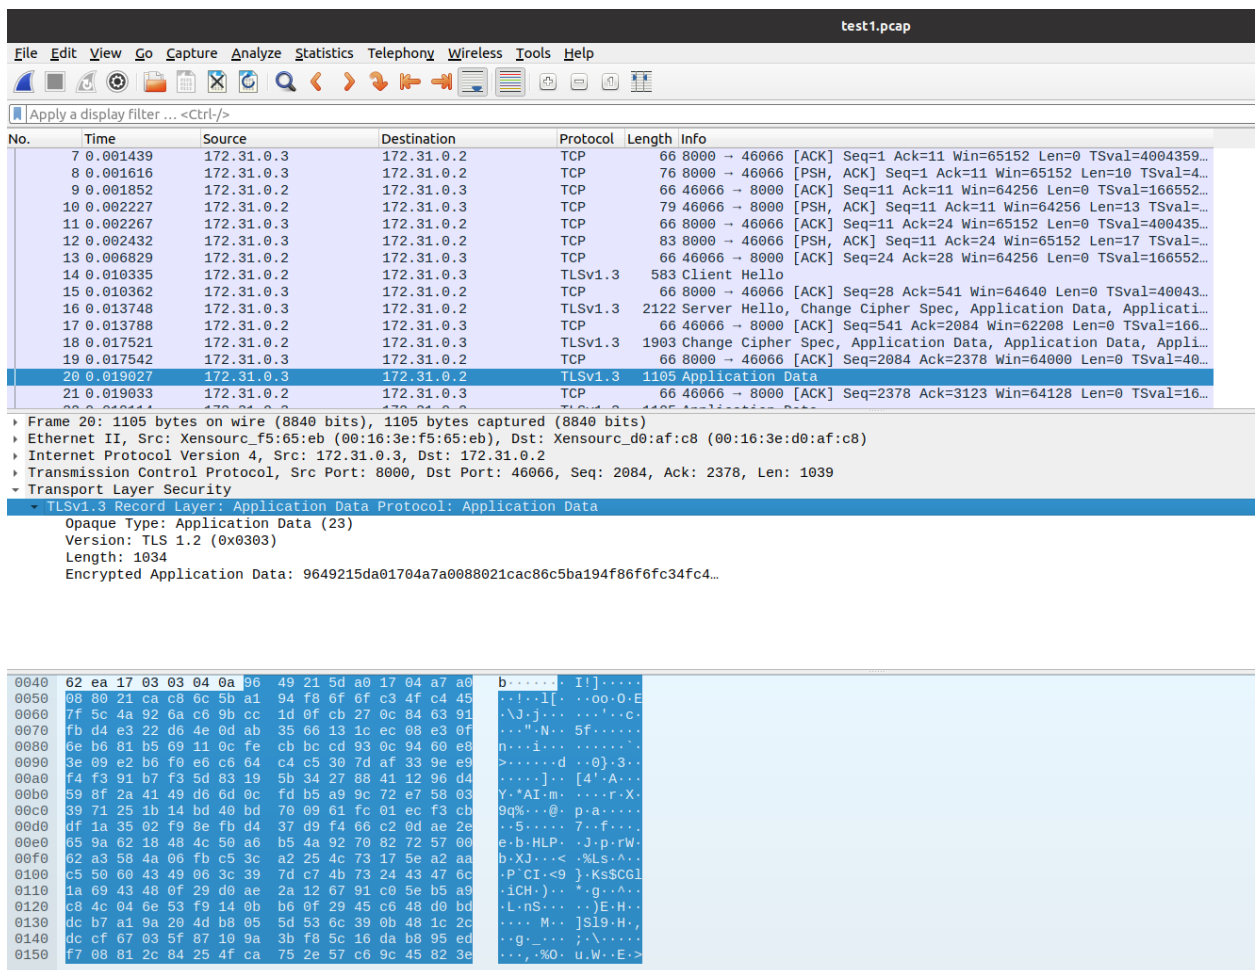 test1.pcap
File Edit View Go Capture Analyze Statistics Telephony Wireless Tools Help
Apply a display filter … <Ctrl-/>
No. Time Source Destination Protocol Length Info
7 0.001439 172.31.0.3 172.31.0.2 TCP 66 8000 → 46066 [ACK] Seq=1 Ack=11 Win=65152 Len=0 TSval=4004359…
8 0.001616 172.31.0.3 172.31.0.2 TCP 76 8000 → 46066 [PSH, ACK] Seq=1 Ack=11 Win=65152 Len=10 TSval=4…
9 0.001852 172.31.0.2 172.31.0.3 TCP 66 46066 → 8000 [ACK] Seq=11 Ack=11 Win=64256 Len=0 TSval=166552…
10 0.002227 172.31.0.2 172.31.0.3 TCP 79 46066 → 8000 [PSH, ACK] Seq=11 Ack=11 Win=64256 Len=13 TSval=…
11 0.002267 172.31.0.3 172.31.0.2 TCP 66 8000 → 46066 [ACK] Seq=11 Ack=24 Win=65152 Len=0 TSval=400435…
12 0.002432 172.31.0.3 172.31.0.2 TCP 83 8000 → 46066 [PSH, ACK] Seq=11 Ack=24 Win=65152 Len=17 TSval=…
13 0.006829 172.31.0.2 172.31.0.3 TCP 66 46066 → 8000 [ACK] Seq=24 Ack=28 Win=64256 Len=0 TSval=166552…
14 0.010335 172.31.0.2 172.31.0.3 TLSv1.3 583 Client Hello
15 0.010362 172.31.0.3 172.31.0.2 TCP 66 8000 → 46066 [ACK] Seq=28 Ack=541 Win=64640 Len=0 TSval=40043…
16 0.013748 172.31.0.3 172.31.0.2 TLSv1.3 2122 Server Hello, Change Cipher Spec, Application Data, Applicati…
17 0.013788 172.31.0.2 172.31.0.3 TCP 66 46066 → 8000 [ACK] Seq=541 Ack=2084 Win=62208 Len=0 TSval=166…
18 0.017521 172.31.0.2 172.31.0.3 TLSv1.3 1903 Change Cipher Spec, Application Data, Application Data, Appli…
19 0.017542 172.31.0.3 172.31.0.2 TCP 66 8000 → 46066 [ACK] Seq=2084 Ack=2378 Win=64000 Len=0 TSval=40…
20 0.019027 172.31.0.3 172.31.0.2 TLSv1.3 1105 Application Data
21 0.019033 172.31.0.2 172.31.0.3 TCP 66 46066 → 8000 [ACK] Seq=2378 Ack=3123 Win=64128 Len=0 TSval=16…
Frame 20: 1105 bytes on wire (8840 bits), 1105 bytes captured (8840 bits)
Ethernet II, Src: Xensourc_f5:65:eb (00:16:3e:f5:65:eb), Dst: Xensourc_d0:af:c8 (00:16:3e:d0:af:c8)
Internet Protocol Version 4, Src: 172.31.0.3, Dst: 172.31.0.2
Transmission Control Protocol, Src Port: 8000, Dst Port: 46066, Seq: 2084, Ack: 2378, Len: 1039
Transport Layer Security
TLSv1.3 Record Layer: Application Data Protocol: Application Data
Opaque Type: Application Data (23)
Version: TLS 1.2 (0x0303)
Length: 1034
Encrypted Application Data: 9649215da01704a7a0088021cac86c5ba194f86f6fc34fc4…
0040 62 ea 17 03 03 04 0a 96 49 21 5d a0 17 04 a7 a0 b······· I!]·····
0050 08 80 21 ca c8 6c 5b a1 94 f8 6f 6f c3 4f c4 45 ··!··l[· ··oo·O·E
0060 7f 5c 4a 92 6a c6 9b cc 1d 0f cb 27 0c 84 63 91 ·\J·j··· ···'··c·
0070 fb d4 e3 22 d6 4e 0d ab 35 66 13 1c ec 08 e3 0f ···"·N·· 5f······
0080 6e b6 81 b5 69 11 0c fe cb bc cd 93 0c 94 60 e8 n···i··· ······`·
0090 3e 09 e2 b6 f0 e6 c6 64 c4 c5 30 7d af 33 9e e9 >······d ··0}·3··
00a0 f4 f3 91 b7 f3 5d 83 19 5b 34 27 88 41 12 96 d4 ·····]·· [4'·A···
00b0 59 8f 2a 41 49 d6 6d 0c fd b5 a9 9c 72 e7 58 03 Y·*AI·m· ····r·X·
00c0 39 71 25 1b 14 bd 40 bd 70 09 61 fc 01 ec f3 cb 9q%···@· p·a·····
00d0 df 1a 35 02 f9 8e fb d4 37 d9 f4 66 c2 0d ae 2e ··5····· 7··f···.
00e0 65 9a 62 18 48 4c 50 a6 b5 4a 92 70 82 72 57 00 e·b·HLP· ·J·p·rW·
00f0 62 a3 58 4a 06 fb c5 3c a2 25 4c 73 17 5e a2 aa b·XJ···< ·%Ls·^··
0100 c5 50 60 43 49 06 3c 39 7d c7 4b 73 24 43 47 6c ·P`CI·<9 }·Ks$CGl
0110 1a 69 43 48 0f 29 d0 ae 2a 12 67 91 c0 5e b5 a9 ·iCH·)·· *·g··^··
0120 c8 4c 04 6e 53 f9 14 0b b6 0f 29 45 c6 48 d0 bd ·L·nS··· ··)E·H··
0130 dc b7 a1 9a 20 4d b8 05 5d 53 6c 39 0b 48 1c 2c ···· M·· ]Sl9·H·,
0140 dc cf 67 03 5f 87 10 9a 3b f8 5c 16 da b8 95 ed ··g·_··· ;·\·····
0150 f7 08 81 2c 84 25 4f ca 75 2e 57 c6 9c 45 82 3e ···,·%O· u.W··E·>